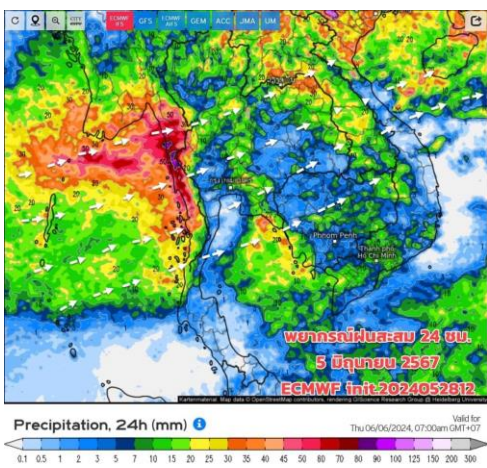 CITY
ECMWF IFS
GFS
ECMWF AIFS
GEM
ACC
JMA
UM
Phnom Penh
Thành phố
Hồ Chí Minh
พยากรณ์ฝนสะสม 24 ชม.
5 มิถุนายน 2567
ECMWF init.2024052812
Kartenmaterial: Map data © OpenStreetMap contributors, rendering GIScience Research Group @ Heidelberg University
Precipitation, 24h (mm)
Valid for
Thu 06/06/2024, 07:00am GMT+07
0.1 0.5 1 2 3 5 7 10 15 20 25 30 35 40 45 50 60 70 80 90 100 125 150 200 300